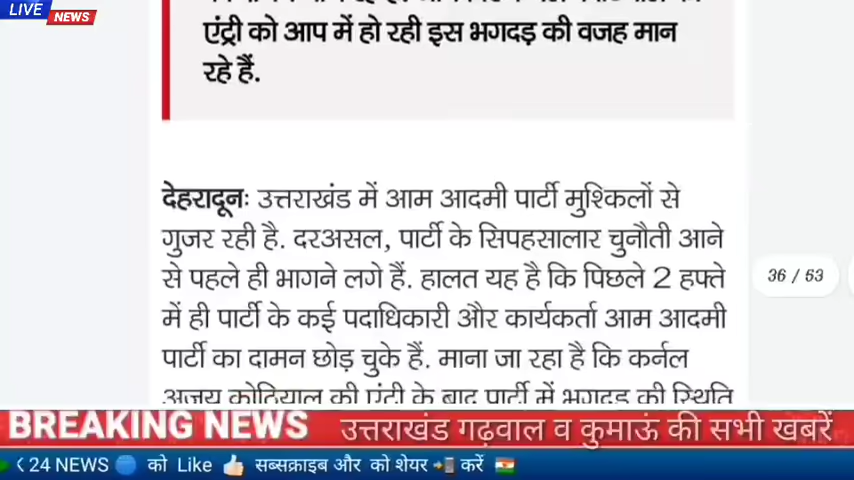 LIVE
NEWS
एंट्री को आप में हो रही इस भगदड़ की वजह मान
रहे हैं.
देहरादूनः उत्तराखंड में आम आदमी पार्टी मुश्किलों से
गुजर रही है. दरअसल, पार्टी के सिपहसालार चुनौती आने
से पहले ही भागने लगे हैं. हालत यह है कि पिछले 2 हफ्ते
में ही पार्टी के कई पदाधिकारी और कार्यकर्ता आम आदमी
पार्टी का दामन छोड़ चुके हैं. माना जा रहा है कि कर्नल
अजय कोठियाल की एंट्री के बाद पार्टी में भगदड़ की स्थिति
36 / 63
BREAKING NEWS
उत्तराखंड गढ़वाल व कुमाऊं की सभी खबरें
24 NEWS को Like सब्सक्राइब और को शेयर करें